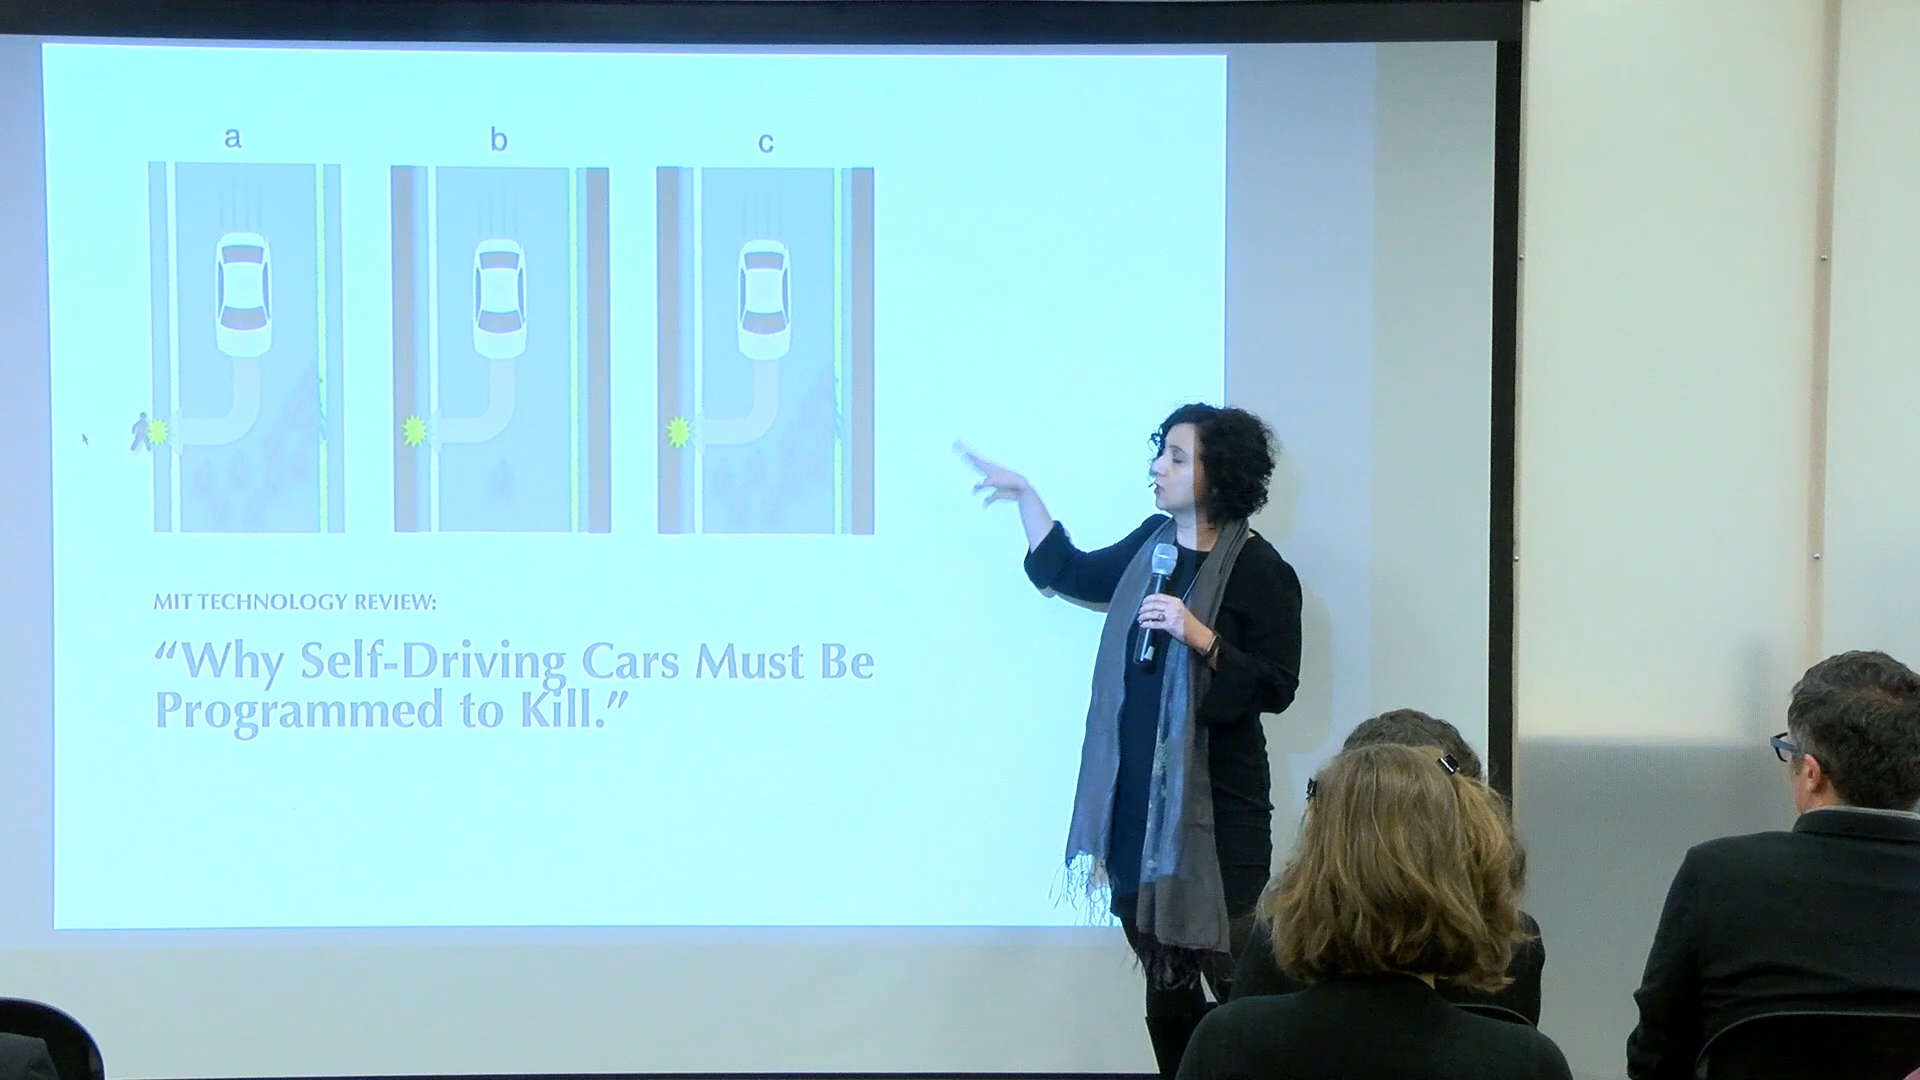 a
b
c
MIT TECHNOLOGY REVIEW:
“Why Self-Driving Cars Must Be
Programmed to Kill.”